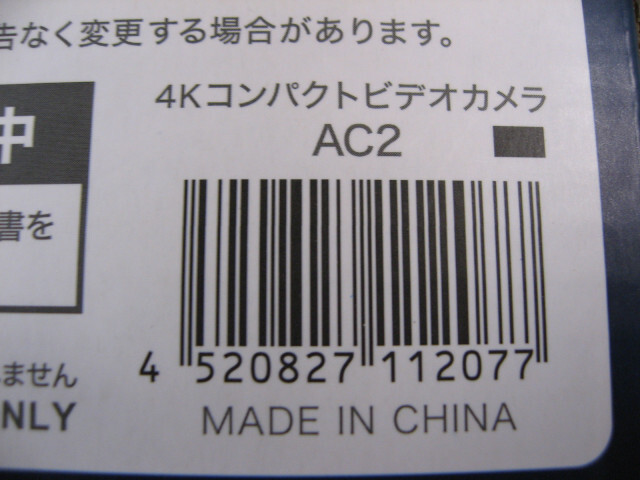 告なく変更する場合があります。
4Kコンパクトビデオカメラ
AC2
中
書を
4 520827 112077
ません
NLY
MADE IN CHINA